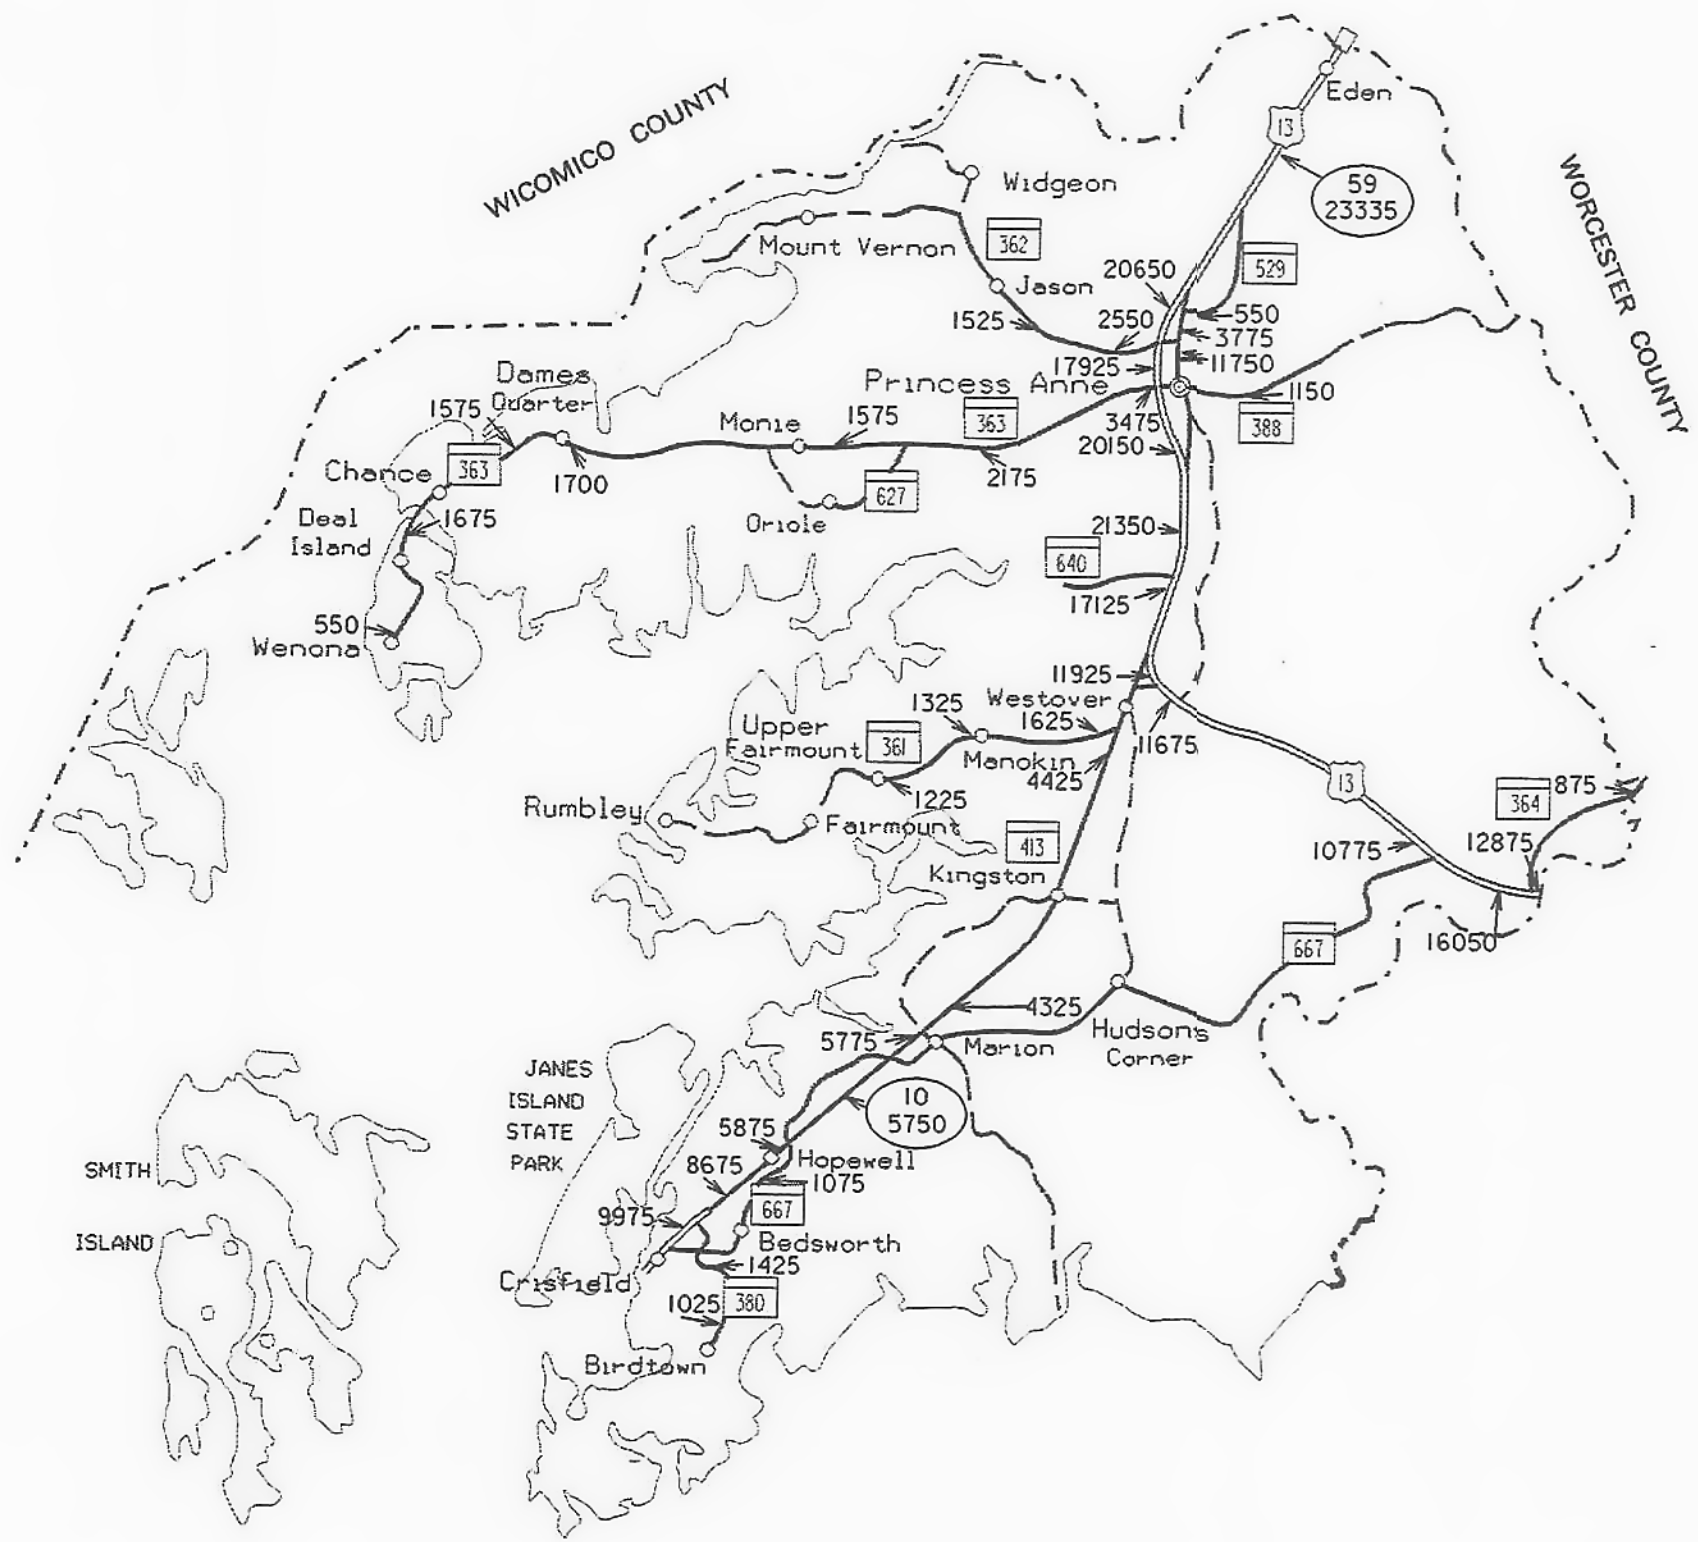 Eden
13
WICOMICO COUNTY
WORCESTER COUNTY
59
23335
Widgeon
Mount Vernon
362
529
20650
Jason
1525
2550
550
3775
17925
11750
Princess Anne
1150
388
Dames
Quarter
1575
Monie
1575
363
3475
20150
Chance
363
1700
627
2175
Deal
Island
1675
Oriole
21350
640
17125
550
Wenona
11925
Westover
1325
1625
Upper
Fairmount
361
Manokin
4425
11675
13
364
875
1225
Rumbley
Fairmount
413
Kingston
10775
12875
667
16050
4325
5775
Marion
Hudsons
Corner
JANES
ISLAND
STATE
PARK
10
5750
5875
Hopewell
8675
1075
667
SMITH
ISLAND
9975
Bedsworth
1425
Crisfield
1025
380
Birdtown